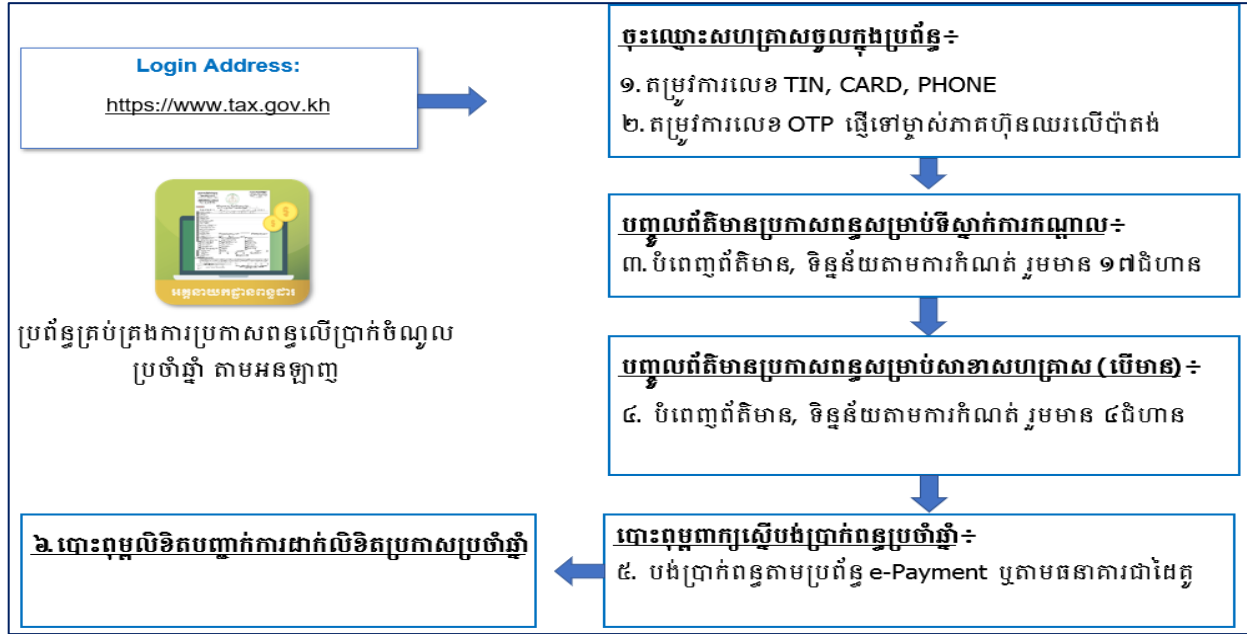 Login Address:
https://www.tax.gov.kh
អគ្គនាយកដ្ឋានពន្ធដារ
ប្រព័ន្ធគ្រប់គ្រងការប្រកាសពន្ធលើប្រាក់ចំណូល
ប្រចាំឆ្នាំ តាមអនឡាញ
ចុះឈ្មោះសហគ្រាសចូលក្នុងប្រព័ន្ធ÷
១. តម្រូវការលេខ TIN, CARD, PHONE
២. តម្រូវការលេខ OTP ផ្ញើទៅម្ចាស់ភាគហ៊ុនឈរលើប៉ាតង់
បញ្ចូលព័ត៌មានប្រកាសពន្ធសម្រាប់ទីស្នាក់ការកណ្តាល÷
៣. បំពេញព័ត៌មាន, ទិន្នន័យតាមការកំណត់ រួមមាន ១៧ជំហាន
បញ្ចូលព័ត៌មានប្រកាសពន្ធសម្រាប់សាខាសហគ្រាស (បើមាន) ÷
៤. បំពេញព័ត៌មាន, ទិន្នន័យតាមការកំណត់ រួមមាន ៤ជំហាន
បោះពុម្ពពាក្យស្នើបង់ប្រាក់ពន្ធប្រចាំឆ្នាំ÷
៥. បង់ប្រាក់ពន្ធតាមប្រព័ន្ធ e-Payment ឬតាមធនាគារជាដៃគូ
៦. បោះពុម្ពលិខិតបញ្ជាក់ការដាក់លិខិតប្រកាសប្រចាំឆ្នាំ